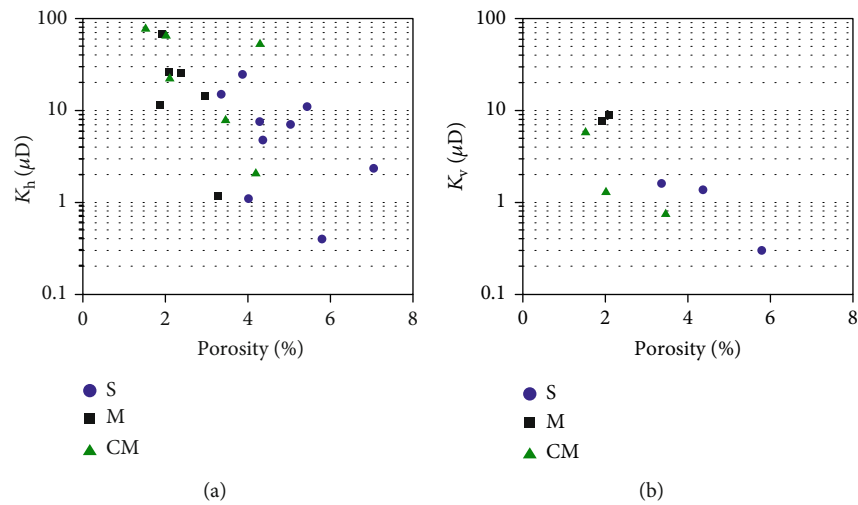 100
10
1
0.1
K_h (μD)
0 2 4 6 8
Porosity (%)
S
M
CM
(a)
100
10
1
0.1
K_v (μD)
0 2 4 6 8
Porosity (%)
S
M
CM
(b)